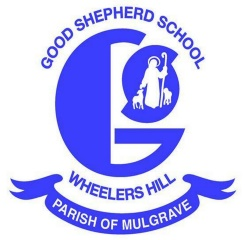 GOOD SHEPHERD SCHOOL
WHEELERS HILL
PARISH OF MULGRAVE